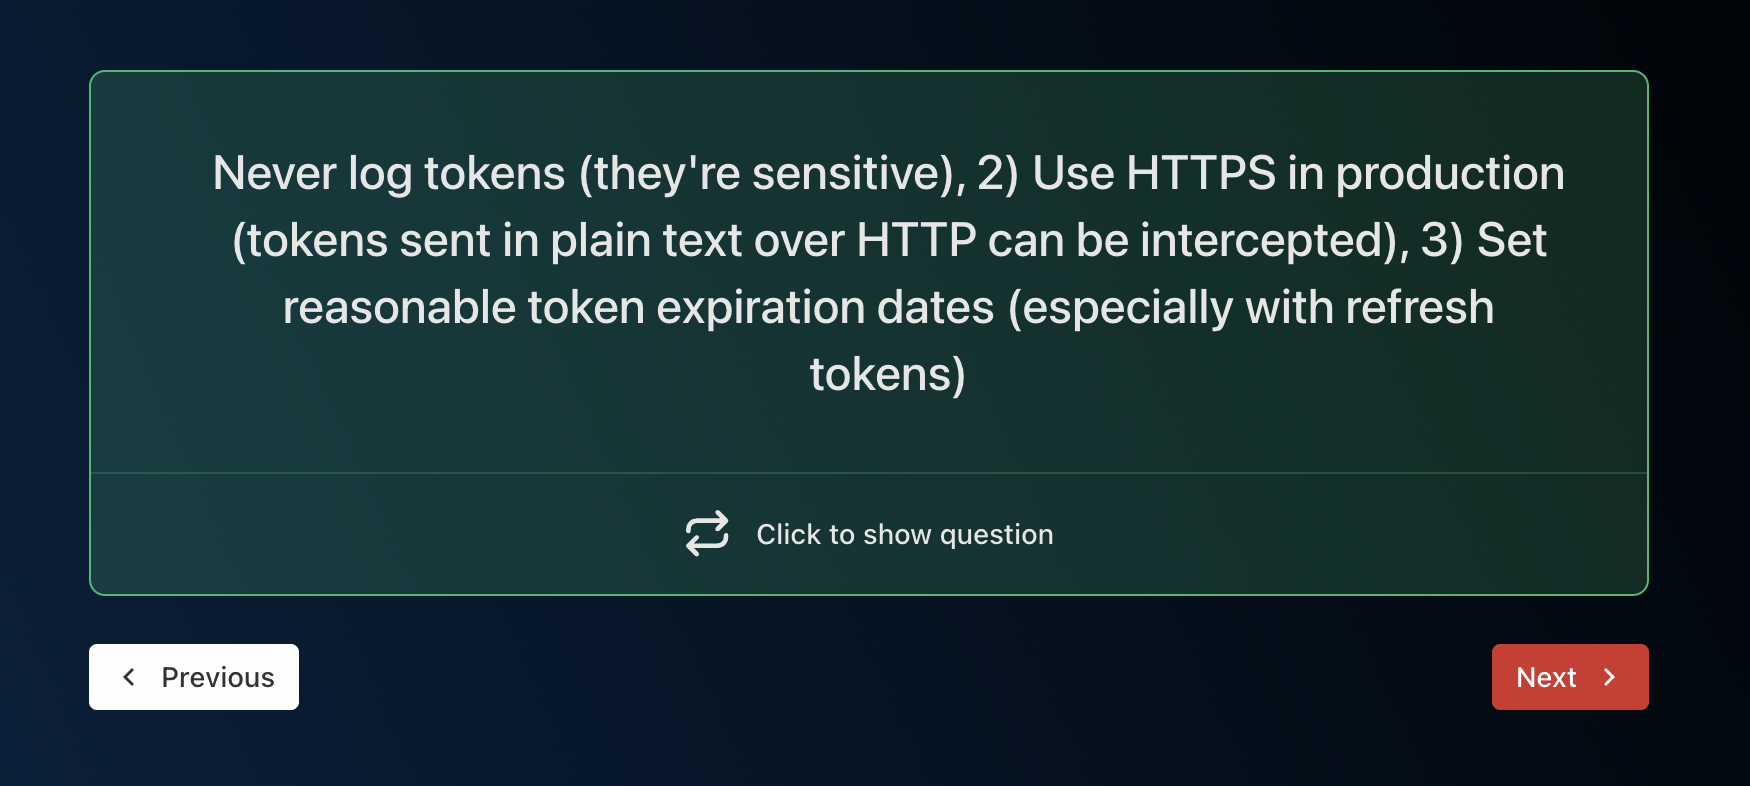 Never log tokens (they're sensitive), 2) Use HTTPS in production
(tokens sent in plain text over HTTP can be intercepted), 3) Set
reasonable token expiration dates (especially with refresh
tokens)
Click to show question
Previous
Next